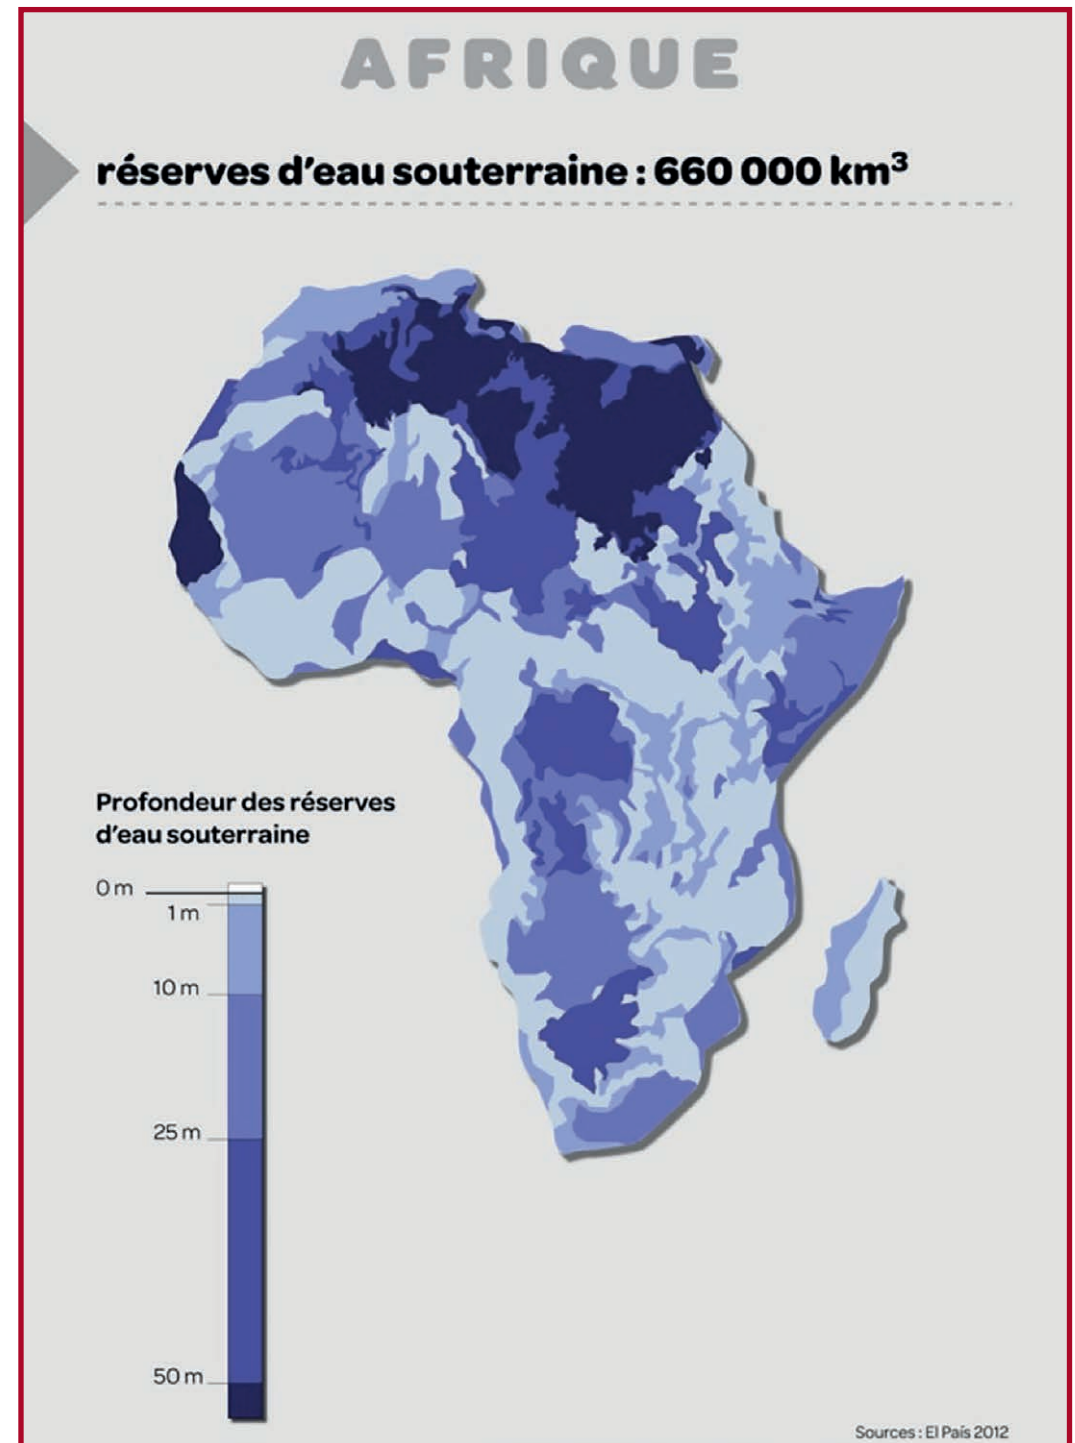 AFRIQUE
réserves d'eau souterraine : 660 000 km³
Profondeur des réserves
d'eau souterraine
0 m
1 m
10 m
25 m
50 m
Sources : El País 2012